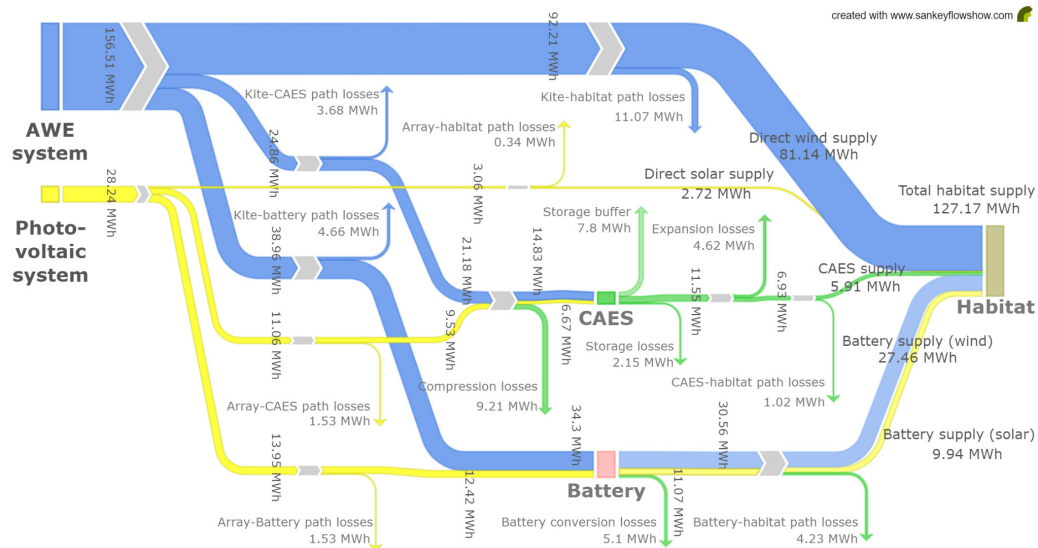 created with www.sankeyflowshow.com
156.51 MWh
92.21 MWh
Kite-CAES path losses
3.68 MWh
Kite-habitat path losses
11.07 MWh
AWE
system
24.86 MWh
Array-habitat path losses
0.34 MWh
Direct wind supply
81.14 MWh
28.24 MWh
3.06 MWh
Direct solar supply
2.72 MWh
Total habitat supply
127.17 MWh
Photo-
voltaic
system
Kite-battery path losses
4.66 MWh
38.96 MWh
Storage buffer
7.8 MWh
Expansion losses
4.62 MWh
21.18 MWh
14.83 MWh
11.55 MWh
6.93 MWh
CAES supply
5.91 MWh
Habitat
11.06 MWh
9.53 MWh
6.67 MWh
CAES
Storage losses
2.15 MWh
Battery supply (wind)
27.46 MWh
Compression losses
9.21 MWh
CAES-habitat path losses
1.02 MWh
Array-CAES path losses
1.53 MWh
13.95 MWh
34.3 MWh
30.56 MWh
Battery supply (solar)
9.94 MWh
12.42 MWh
Battery
11.07 MWh
Array-Battery path losses
1.53 MWh
Battery conversion losses
5.1 MWh
Battery-habitat path losses
4.23 MWh